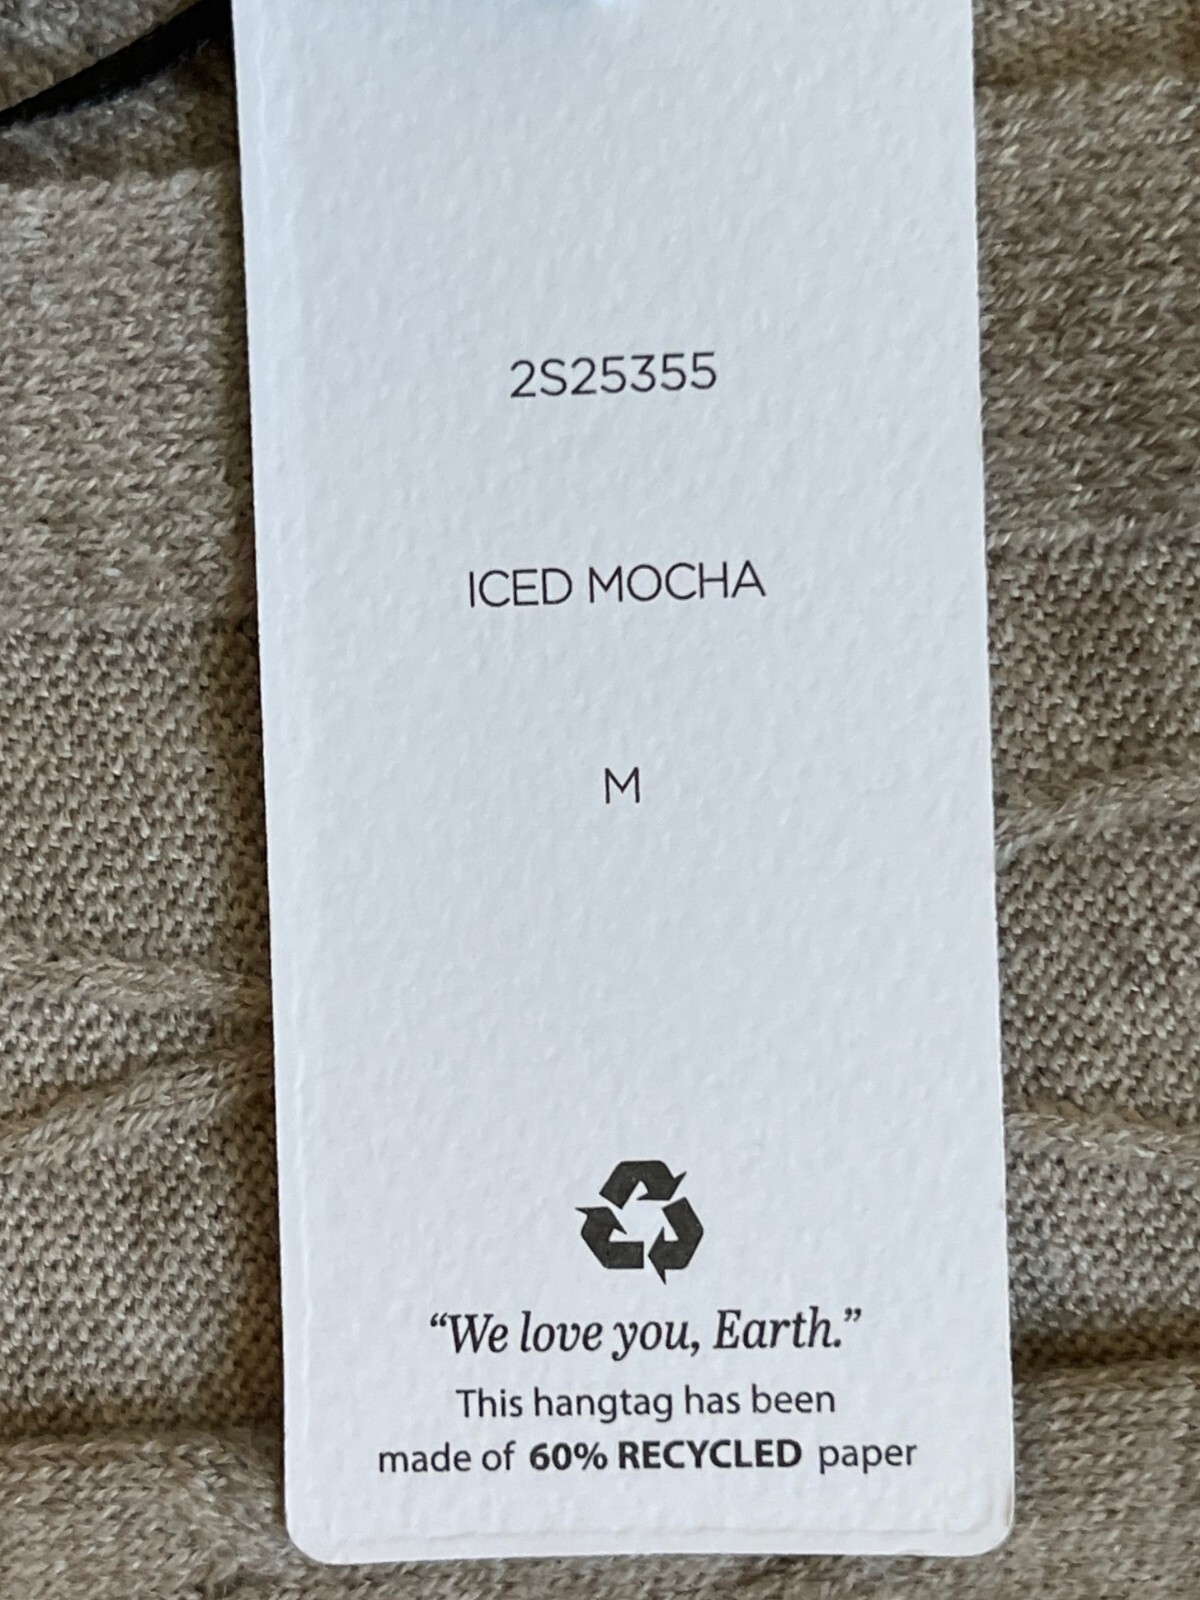 2S25355
ICED MOCHA
M
“We love you, Earth.”
This hangtag has been
made of 60% RECYCLED paper